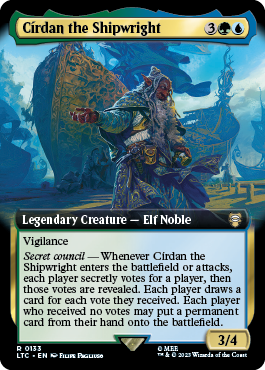 Círdan the Shipwright 3
Legendary Creature — Elf Noble
Vigilance
Secret council — Whenever Círdan the
Shipwright enters the battlefield or attacks,
each player secretly votes for a player, then
those votes are revealed. Each player draws a
card for each vote they received. Each player
who received no votes may put a permanent
card from their hand onto the battlefield.
3/4
R 0133
LTC • EN Filipe Pagliuso
© MEE
™ & © 2023 Wizards of the Coast